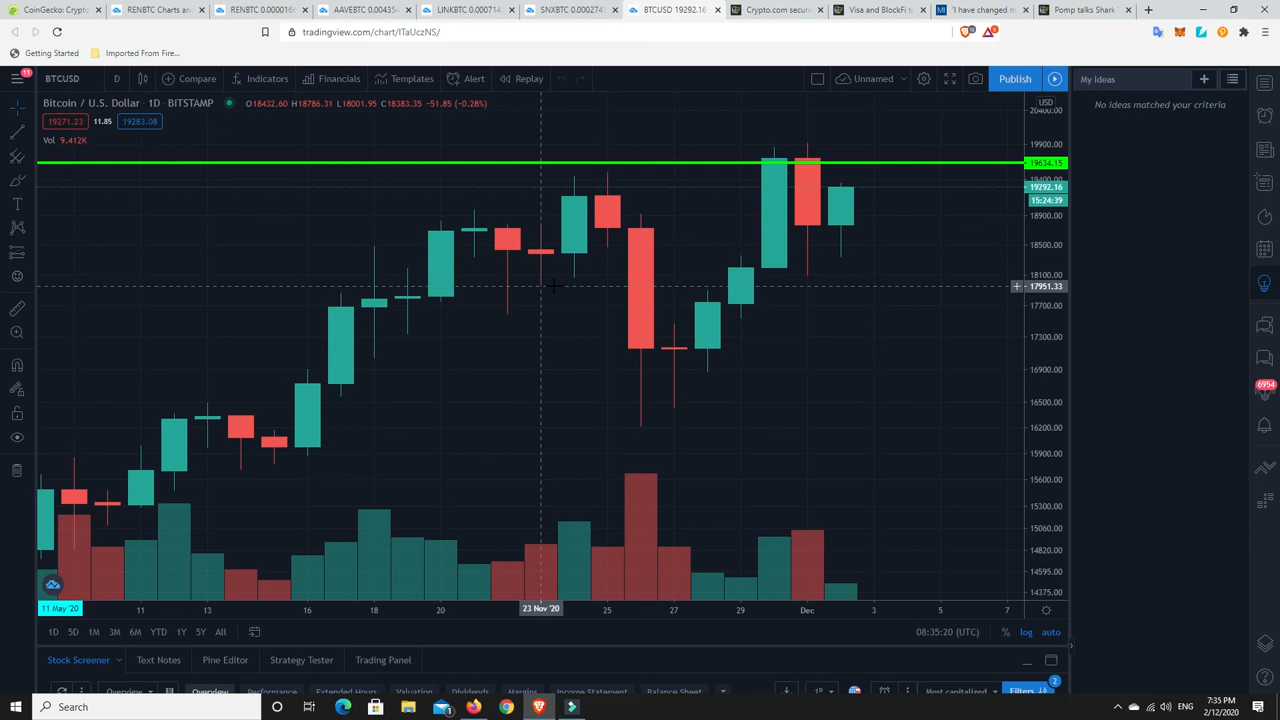 CoinGecko: Crypto
RENBTC Charts an
RENBTC 0.0000166
AAVEBTC 0.004354
LINKBTC 0.000714
SNXBTC 0.0002743
BTCUSD 19292.16
Crypto.com secure
Visa and BlockFi to
"I have changed m
Pomp talks Shark
tradingview.com/chart/ITaUczNS/
Getting Started
Imported From Fire...
11
BTCUSD
D
Compare
Indicators
Financials
Templates
Alert
Replay
Unnamed
Publish
My Ideas
Bitcoin / U.S. Dollar · 1D · BITSTAMP
O18432.60 H18786.31 L18001.95 C18383.35 −51.85 (−0.28%)
USD
No ideas matched your criteria
19271.23 11.85 19283.08
Vol 9.412K
20400.00
19900.00
19634.15
19400.00
19292.16
15:24:39
18900.00
18500.00
18100.00
17951.33
17700.00
17300.00
16900.00
16500.00
16200.00
15900.00
15600.00
15300.00
15060.00
14820.00
14595.00
14375.00
6954
11 May '20
11
13
16
18
20
23 Nov '20
25
27
29
Dec
3
5
7
1D 5D 1M 3M 6M YTD 1Y 5Y All
08:35:20 (UTC)
%
log
auto
Stock Screener
Text Notes
Pine Editor
Strategy Tester
Trading Panel
Overview
Overview
Performance
Extended Hours
Valuation
Dividends
Margins
Income Statement
Balance Sheet
1D
Most capitalized
Filters
2
Search
ENG
7:35 PM
2/12/2020